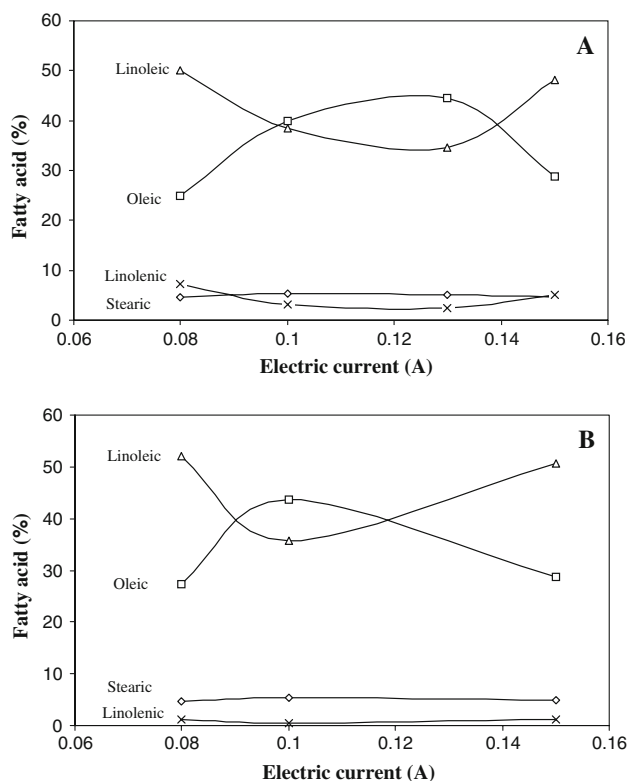 A
60
50
40
30
20
10
0
Fatty acid (%)
Linoleic
Oleic
Linolenic
Stearic
0.06 0.08 0.1 0.12 0.14 0.16
Electric current (A)
B
60
50
40
30
20
10
0
Fatty acid (%)
Linoleic
Oleic
Stearic
Linolenic
0.06 0.08 0.1 0.12 0.14 0.16
Electric current (A)